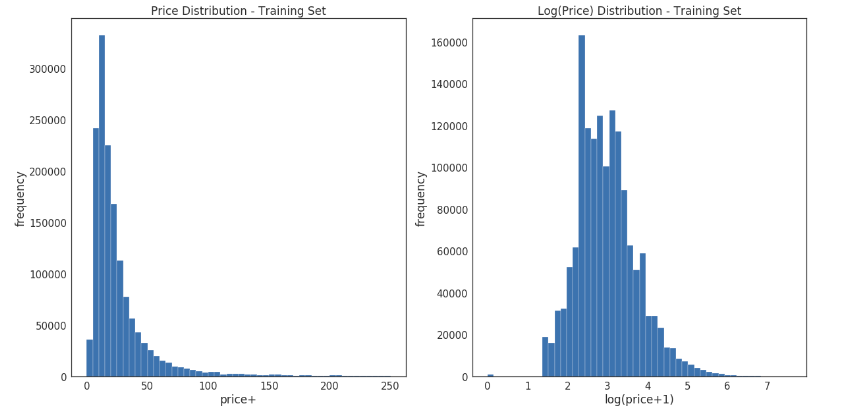 Price Distribution - Training Set
300000
250000
200000
150000
100000
50000
0
frequency
0 50 100 150 200 250
price+
Log(Price) Distribution - Training Set
160000
140000
120000
100000
80000
60000
40000
20000
0
frequency
0 1 2 3 4 5 6 7
log(price+1)